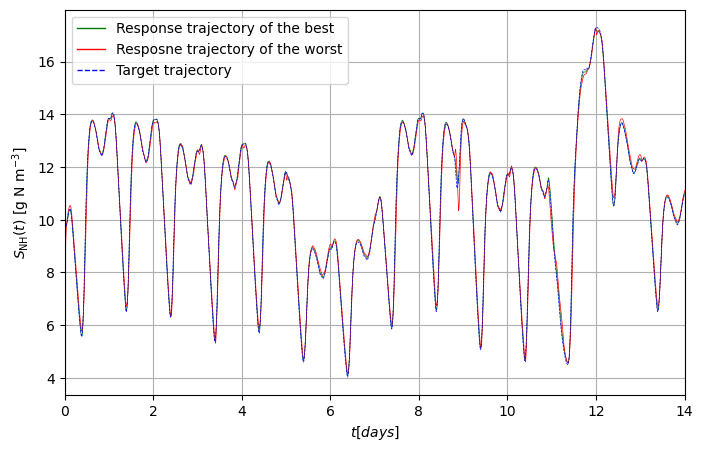 Response trajectory of the best
Resposne trajectory of the worst
Target trajectory
S_NH(t) [g N m⁻³]
16
14
12
10
8
6
4
0 2 4 6 8 10 12 14
t[days]